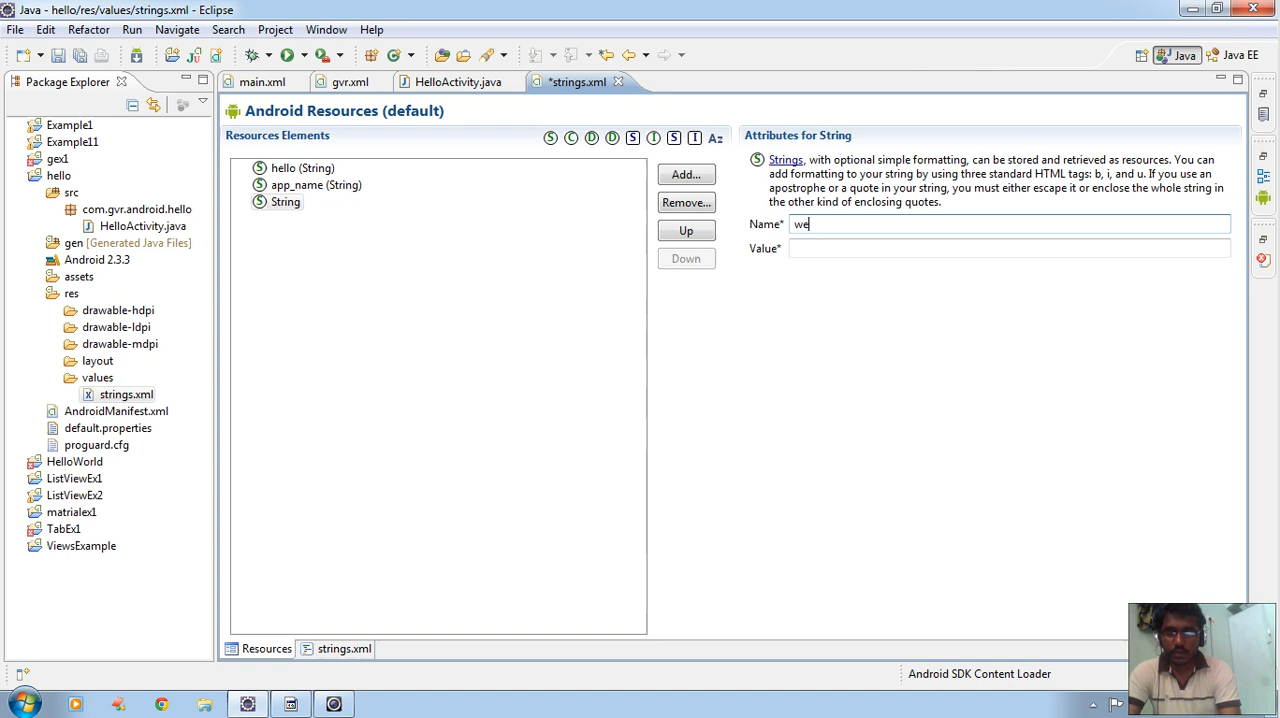 Java - hello/res/values/strings.xml - Eclipse
File Edit Refactor Run Navigate Search Project Window Help
Java Java EE
Package Explorer
main.xml gvr.xml HelloActivity.java *strings.xml
Example1
Example11
gex1
hello
src
com.gvr.android.hello
HelloActivity.java
gen [Generated Java Files]
Android 2.3.3
assets
res
drawable-hdpi
drawable-ldpi
drawable-mdpi
layout
values
strings.xml
AndroidManifest.xml
default.properties
proguard.cfg
HelloWorld
ListViewEx1
ListViewEx2
matrialex1
TabEx1
ViewsExample
Android Resources (default)
Resources Elements
S C D D S I S I Az
S hello (String)
S app_name (String)
S String
Add...
Remove...
Up
Down
Attributes for String
S Strings, with optional simple formatting, can be stored and retrieved as resources. You can
add formatting to your string by using three standard HTML tags: b, i, and u. If you use an
apostrophe or a quote in your string, you must either escape it or enclose the whole string in
the other kind of enclosing quotes.
Name* we
Value*
Resources strings.xml
Android SDK Content Loader